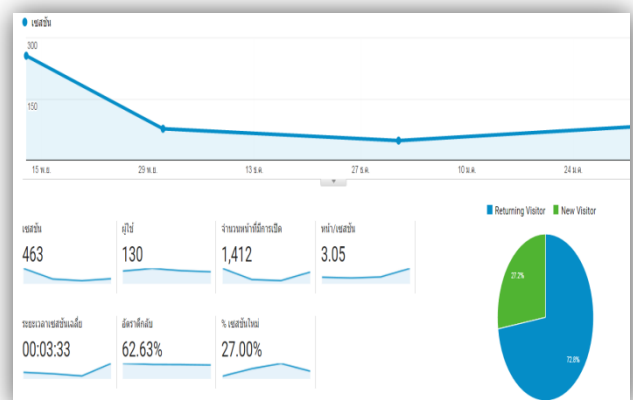 เซสชัน
300
150
15 พ.ย.
29 พ.ย.
13 ธ.ค.
27 ธ.ค.
10 ม.ค.
24 ม.ค.
Returning Visitor New Visitor
เซสชัน ผู้ใช้ จำนวนหน้าที่มีการเปิด หน้า/เซสชัน
463 130 1,412 3.05
27.2%
72.8%
ระยะเวลาเซสชันเฉลี่ย อัตราตีกลับ % เซสชันใหม่
00:03:33 62.63% 27.00%